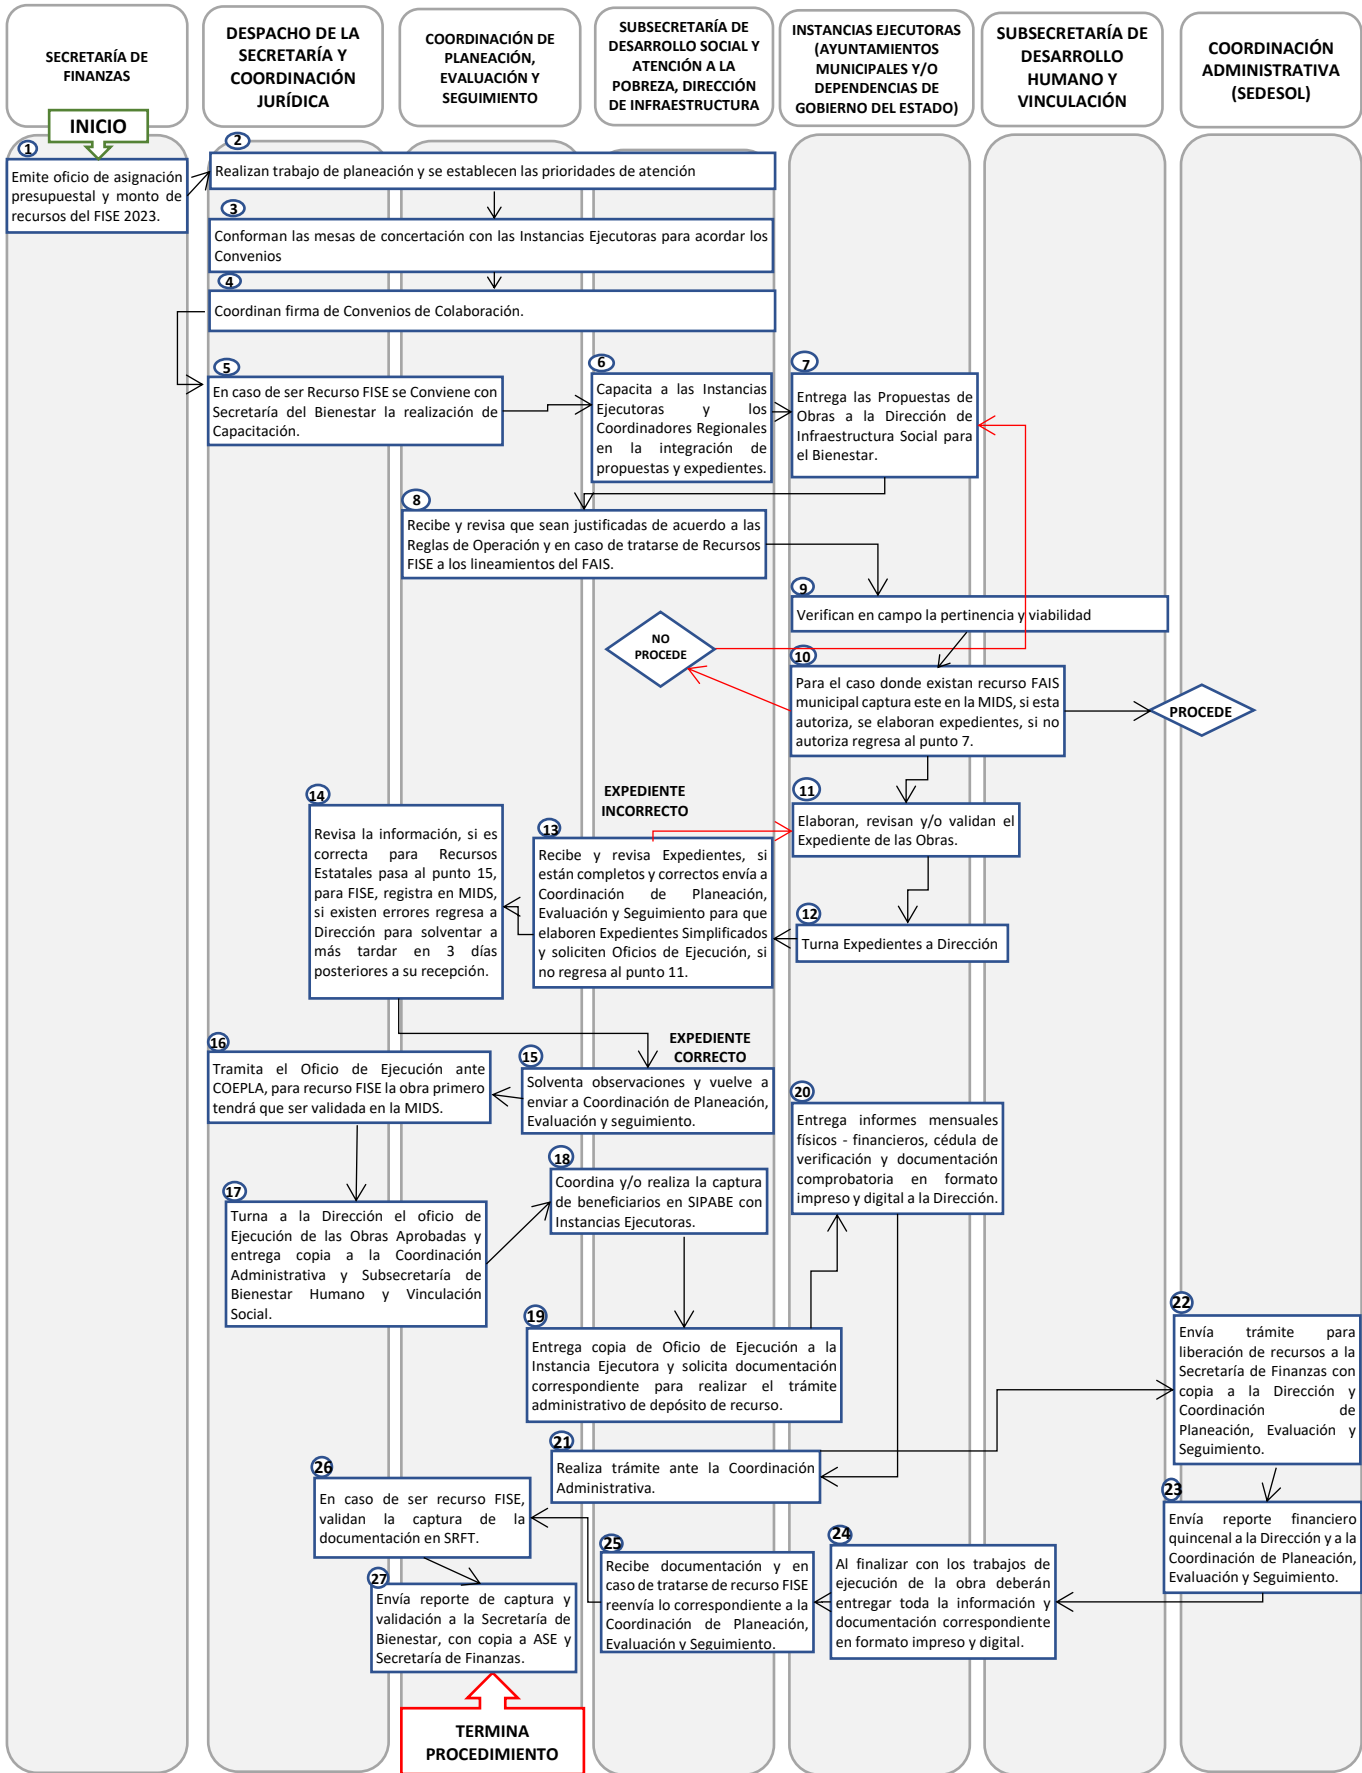 SECRETARÍA DE
FINANZAS
DESPACHO DE LA
SECRETARÍA Y
COORDINACIÓN
JURÍDICA
COORDINACIÓN DE
PLANEACIÓN,
EVALUACIÓN Y
SEGUIMIENTO
SUBSECRETARÍA DE
DESARROLLO SOCIAL Y
ATENCIÓN A LA
POBREZA, DIRECCIÓN
DE INFRAESTRUCTURA
INSTANCIAS EJECUTORAS
(AYUNTAMIENTOS
MUNICIPALES Y/O
DEPENDENCIAS DE
GOBIERNO DEL ESTADO)
SUBSECRETARÍA DE
DESARROLLO
HUMANO Y
VINCULACIÓN
COORDINACIÓN
ADMINISTRATIVA
(SEDESOL)
INICIO
1
Emite oficio de asignación
presupuestal y monto de
recursos del FISE 2023.
2
Realizan trabajo de planeación y se establecen las prioridades de atención
3
Conforman las mesas de concertación con las Instancias Ejecutoras para acordar los
Convenios
4
Coordinan firma de Convenios de Colaboración.
5
En caso de ser Recurso FISE se Conviene con
Secretaría del Bienestar la realización de
Capacitación.
6
Capacita a las Instancias
Ejecutoras y los
Coordinadores Regionales
en la integración de
propuestas y expedientes.
7
Entrega las Propuestas de
Obras a la Dirección de
Infraestructura Social para
el Bienestar.
8
Recibe y revisa que sean justificadas de acuerdo a las
Reglas de Operación y en caso de tratarse de Recursos
FISE a los lineamientos del FAIS.
9
Verifican en campo la pertinencia y viabilidad
NO
PROCEDE
10
Para el caso donde existan recurso FAIS
municipal captura este en la MIDS, si esta
autoriza, se elaboran expedientes, si no
autoriza regresa al punto 7.
PROCEDE
EXPEDIENTE
INCORRECTO
11
Elaboran, revisan y/o validan el
Expediente de las Obras.
14
Revisa la información, si es
correcta para Recursos
Estatales pasa al punto 15,
para FISE, registra en MIDS,
si existen errores regresa a
Dirección para solventar a
más tardar en 3 días
posteriores a su recepción.
13
Recibe y revisa Expedientes, si
están completos y correctos envía a
Coordinación de Planeación,
Evaluación y Seguimiento para que
elaboren Expedientes Simplificados
y soliciten Oficios de Ejecución, si
no regresa al punto 11.
12
Turna Expedientes a Dirección
EXPEDIENTE
CORRECTO
16
Tramita el Oficio de Ejecución ante
COEPLA, para recurso FISE la obra primero
tendrá que ser validada en la MIDS.
15
Solventa observaciones y vuelve a
enviar a Coordinación de Planeación,
Evaluación y seguimiento.
20
Entrega informes mensuales
físicos - financieros, cédula de
verificación y documentación
comprobatoria en formato
impreso y digital a la Dirección.
17
Turna a la Dirección el oficio de
Ejecución de las Obras Aprobadas y
entrega copia a la Coordinación
Administrativa y Subsecretaría de
Bienestar Humano y Vinculación
Social.
18
Coordina y/o realiza la captura
de beneficiarios en SIPABE con
Instancias Ejecutoras.
19
Entrega copia de Oficio de Ejecución a la
Instancia Ejecutora y solicita documentación
correspondiente para realizar el trámite
administrativo de depósito de recurso.
22
Envía trámite para
liberación de recursos a la
Secretaría de Finanzas con
copia a la Dirección y
Coordinación de
Planeación, Evaluación y
Seguimiento.
21
Realiza trámite ante la Coordinación
Administrativa.
26
En caso de ser recurso FISE,
validan la captura de la
documentación en SRFT.
23
Envía reporte financiero
quincenal a la Dirección y a la
Coordinación de Planeación,
Evaluación y Seguimiento.
25
Recibe documentación y en
caso de tratarse de recurso FISE
reenvía lo correspondiente a la
Coordinación de Planeación,
Evaluación y Seguimiento.
24
Al finalizar con los trabajos de
ejecución de la obra deberán
entregar toda la información y
documentación correspondiente
en formato impreso y digital.
27
Envía reporte de captura y
validación a la Secretaría de
Bienestar, con copia a ASE y
Secretaría de Finanzas.
TERMINA
PROCEDIMIENTO